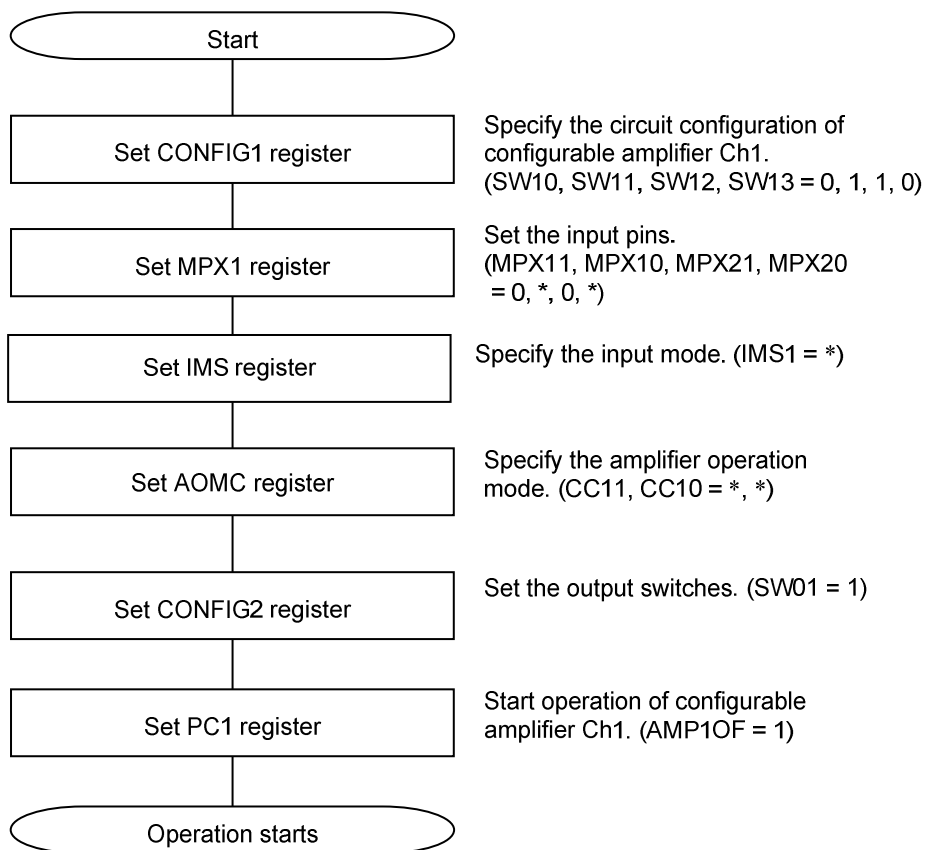 Start
Set CONFIG1 register
Specify the circuit configuration of
configurable amplifier Ch1.
(SW10, SW11, SW12, SW13 = 0, 1, 1, 0)
Set MPX1 register
Set the input pins.
(MPX11, MPX10, MPX21, MPX20
= 0, *, 0, *)
Set IMS register
Specify the input mode. (IMS1 = *)
Set AOMC register
Specify the amplifier operation
mode. (CC11, CC10 = *, *)
Set CONFIG2 register
Set the output switches. (SW01 = 1)
Set PC1 register
Start operation of configurable
amplifier Ch1. (AMP1OF = 1)
Operation starts